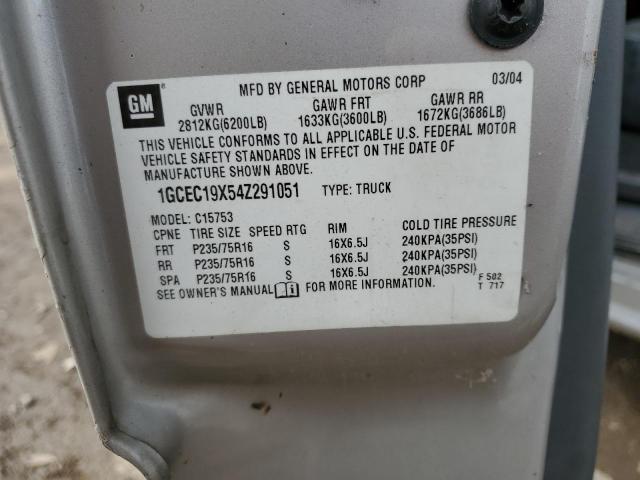 MFD BY GENERAL MOTORS CORP 03/04
GM
GVWR GAWR FRT GAWR RR
2812KG(6200LB) 1633KG(3600LB) 1672KG(3686LB)
THIS VEHICLE CONFORMS TO ALL APPLICABLE U.S. FEDERAL MOTOR
VEHICLE SAFETY STANDARDS IN EFFECT ON THE DATE OF
MANUFACTURE SHOWN ABOVE.
1GCEC19X54Z291051 TYPE: TRUCK
MODEL: C15753
CPNE TIRE SIZE SPEED RTG RIM COLD TIRE PRESSURE
FRT P235/75R16 S 16X6.5J 240KPA(35PSI)
RR P235/75R16 S 16X6.5J 240KPA(35PSI)
SPA P235/75R16 S 16X6.5J 240KPA(35PSI)
SEE OWNER'S MANUAL FOR MORE INFORMATION.
F 502
T 717